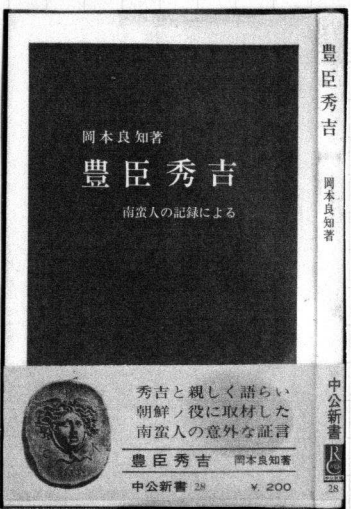 岡本良知著
豊臣秀吉
南蛮人の記録による
秀吉と親しく語らい
朝鮮ノ役に取材した
南蛮人の意外な証言
豊臣秀吉 岡本良知著
中公新書 28 ¥. 200
豊臣秀吉
岡本良知著
中公新書
28